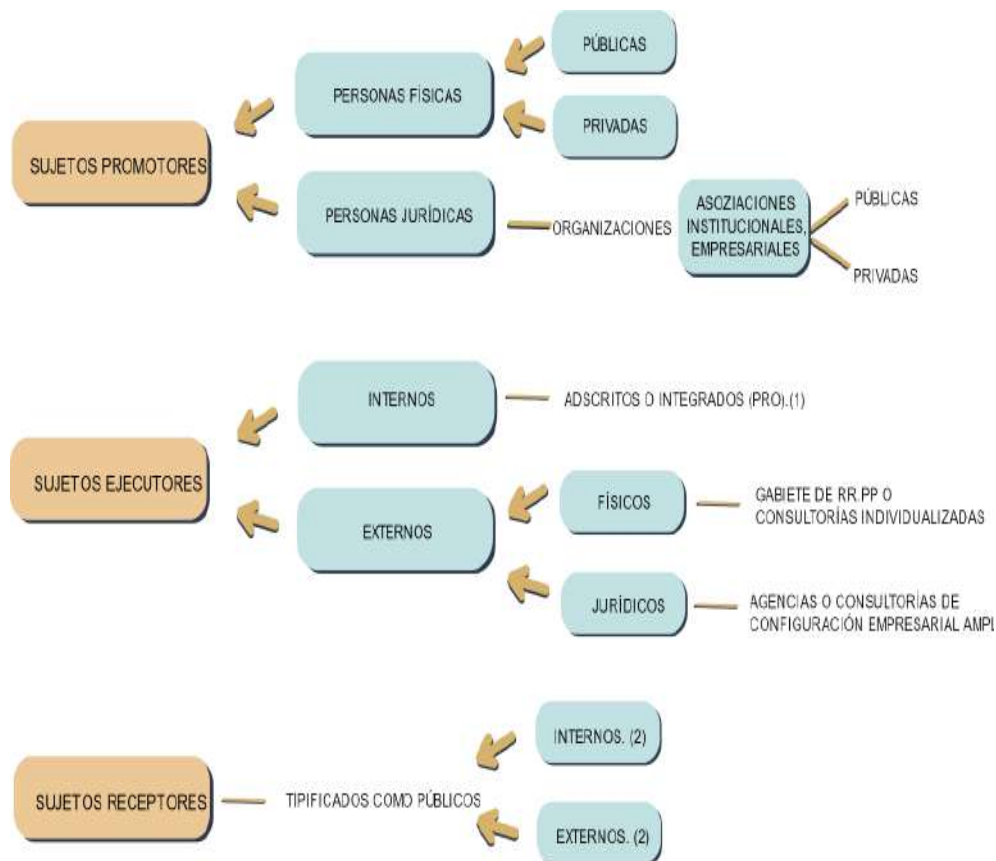 SUJETOS PROMOTORES
PERSONAS FÍSICAS
PÚBLICAS
PRIVADAS
PERSONAS JURÍDICAS
ORGANIZACIONES
ASOZIACIONES
INSTITUCIONALES,
EMPRESARIALES
PÚBLICAS
PRIVADAS
SUJETOS EJECUTORES
INTERNOS
ADSCRITOS O INTEGRADOS (PRO).(1)
EXTERNOS
FÍSICOS
GABIETE DE RR.PP O
CONSULTORÍAS INDIVIDUALIZADAS
JURÍDICOS
AGENCIAS O CONSULTORÍAS DE
CONFIGURACIÓN EMPRESARIAL AMPL
SUJETOS RECEPTORES
TIPIFICADOS COMO PÚBLICOS
INTERNOS. (2)
EXTERNOS. (2)